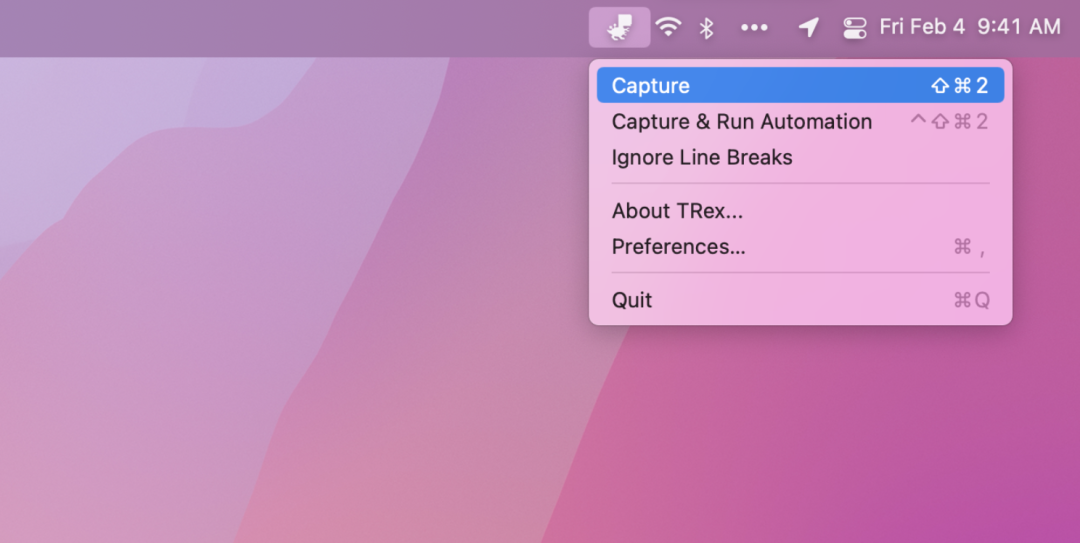 Fri Feb 4 9:41 AM
Capture ⇧⌘2
Capture & Run Automation ^⇧⌘2
Ignore Line Breaks
About TRex...
Preferences... ⌘,
Quit ⌘Q